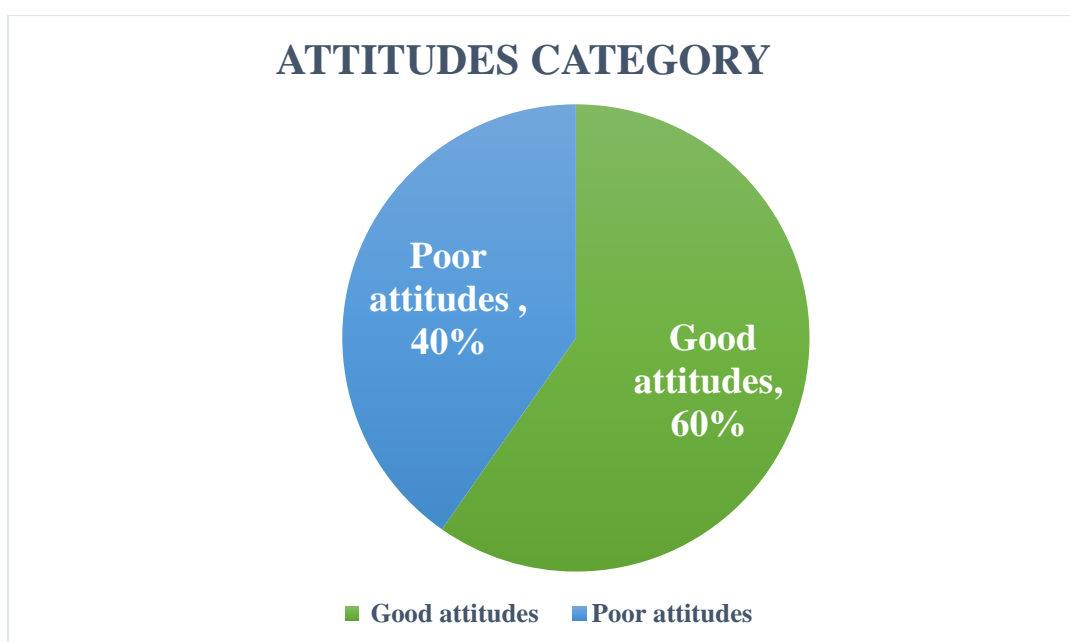 ATTITUDES CATEGORY
Poor
attitudes ,
40%
Good
attitudes,
60%
Good attitudes
Poor attitudes